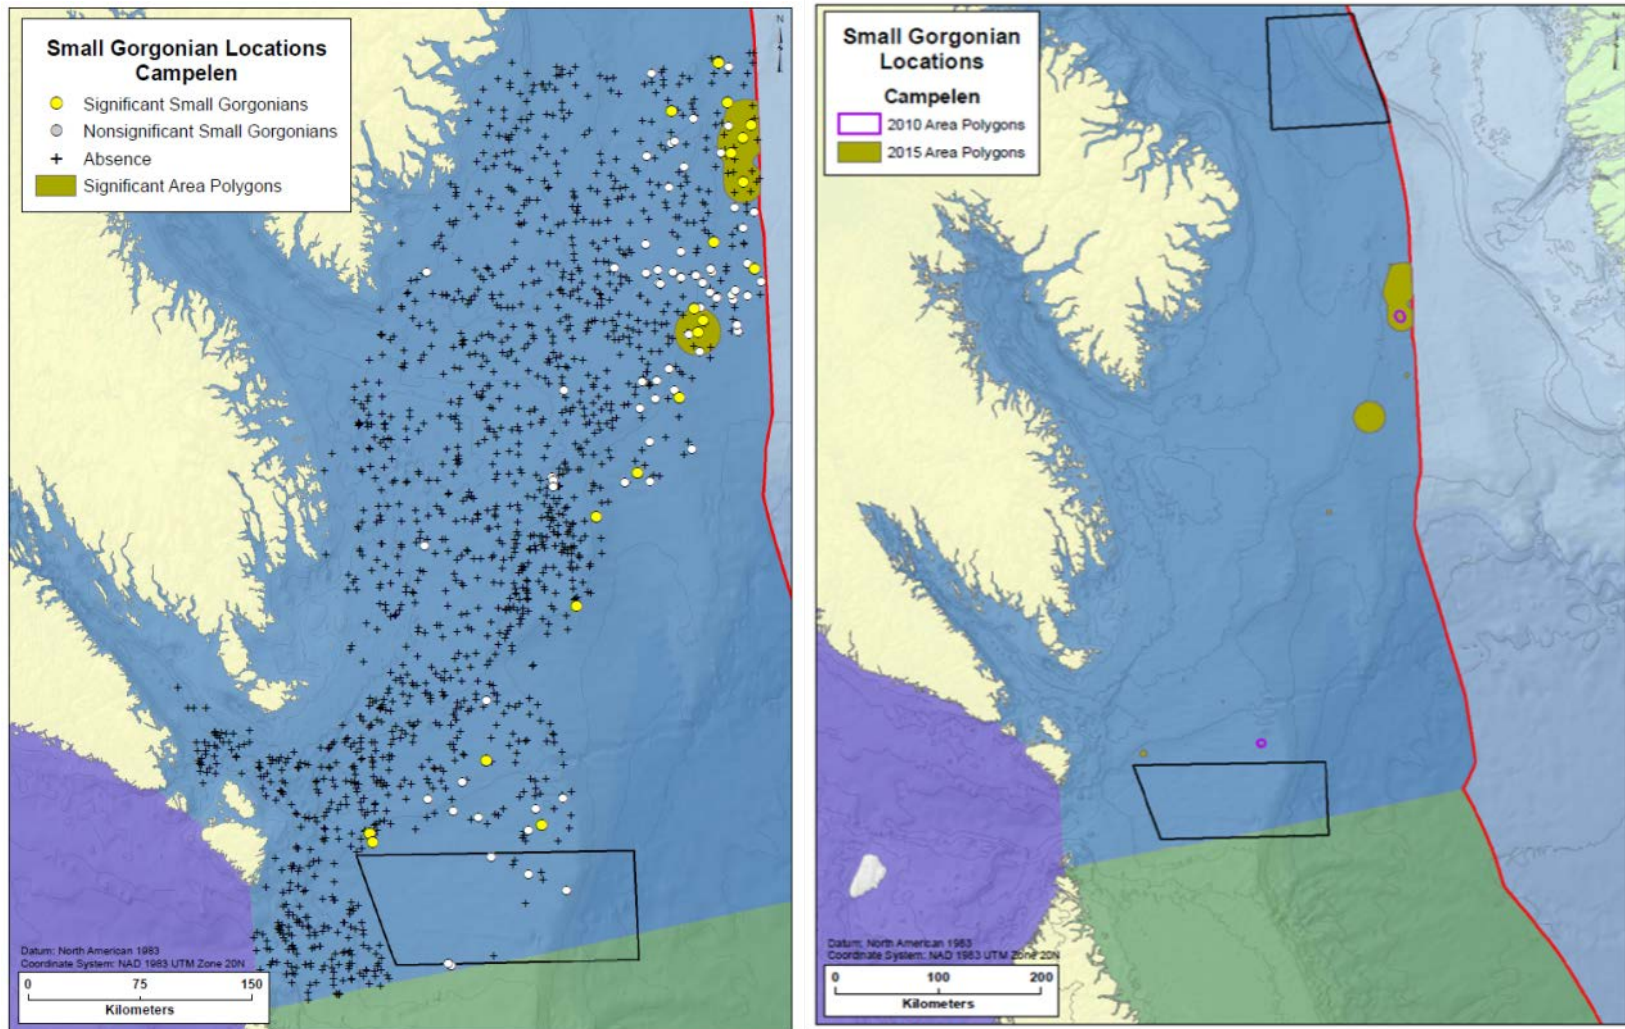 Small Gorgonian Locations
Campelen
Significant Small Gorgonians
Nonsignificant Small Gorgonians
Absence
Significant Area Polygons
N
Datum: North American 1983
Coordinate System: NAD 1983 UTM Zone 20N
0 75 150
Kilometers
Small Gorgonian
Locations
Campelen
2010 Area Polygons
2015 Area Polygons
N
Datum: North American 1983
Coordinate System: NAD 1983 UTM Zone 20N
0 100 200
Kilometers